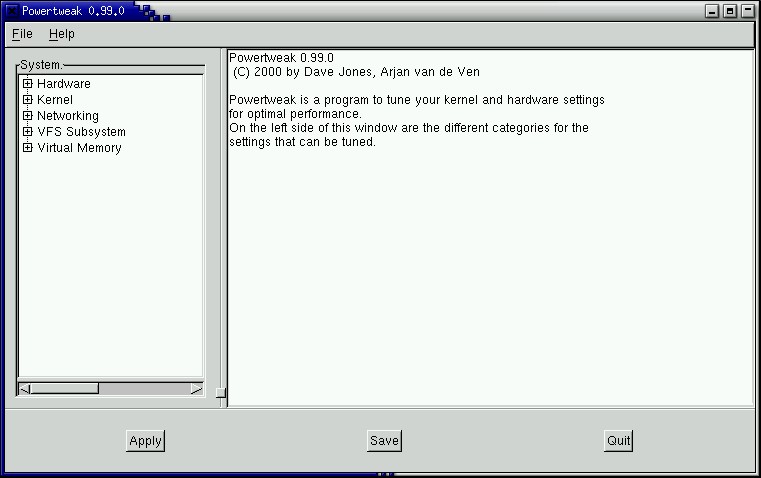 Powertweak 0.99.0
File Help
System.
Hardware
Kernel
Networking
VFS Subsystem
Virtual Memory
Powertweak 0.99.0
(C) 2000 by Dave Jones, Arjan van de Ven
Powertweak is a program to tune your kernel and hardware settings
for optimal performance.
On the left side of this window are the different categories for the
settings that can be tuned.
Apply Save Quit